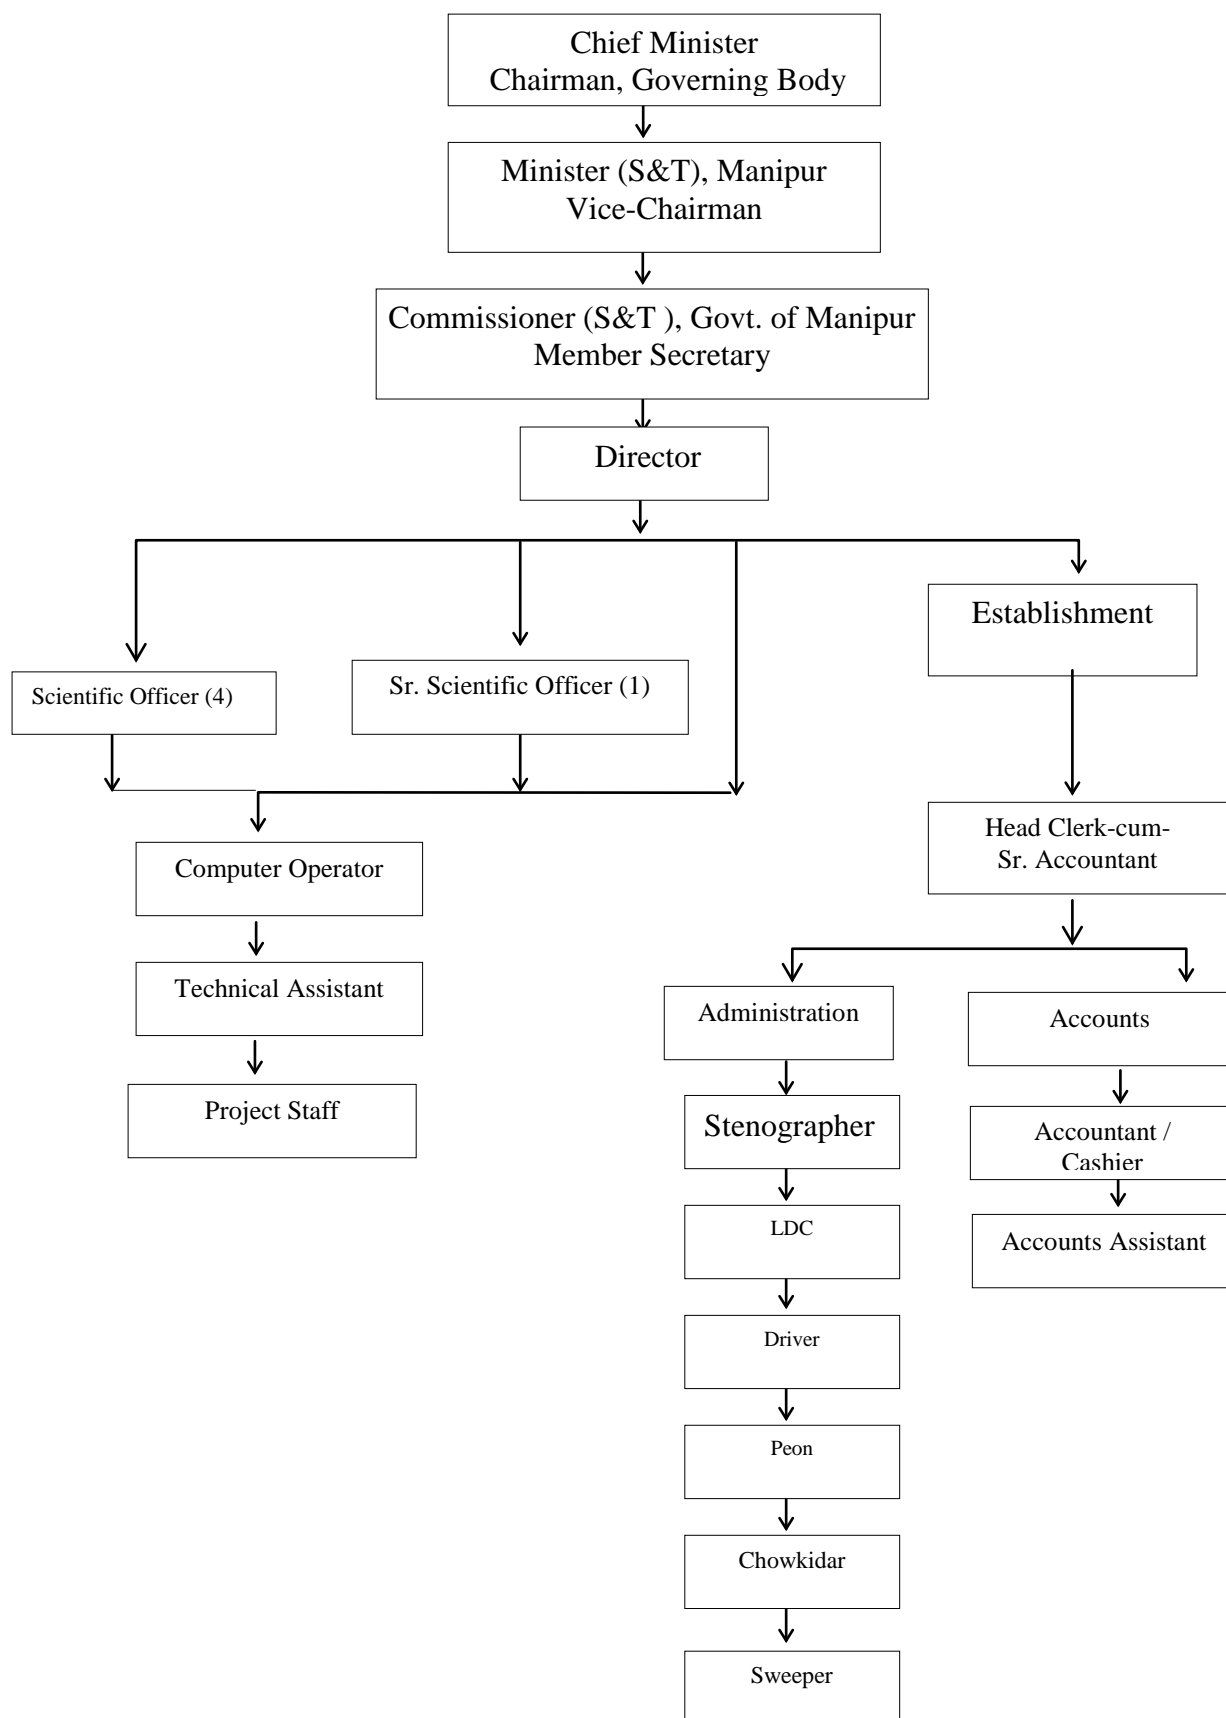 Chief Minister
Chairman, Governing Body
Minister (S&T), Manipur
Vice-Chairman
Commissioner (S&T ), Govt. of Manipur
Member Secretary
Director
Establishment
Scientific Officer (4)
Sr. Scientific Officer (1)
Head Clerk-cum-
Sr. Accountant
Computer Operator
Technical Assistant
Project Staff
Administration
Accounts
Stenographer
Accountant /
Cashier
LDC
Accounts Assistant
Driver
Peon
Chowkidar
Sweeper